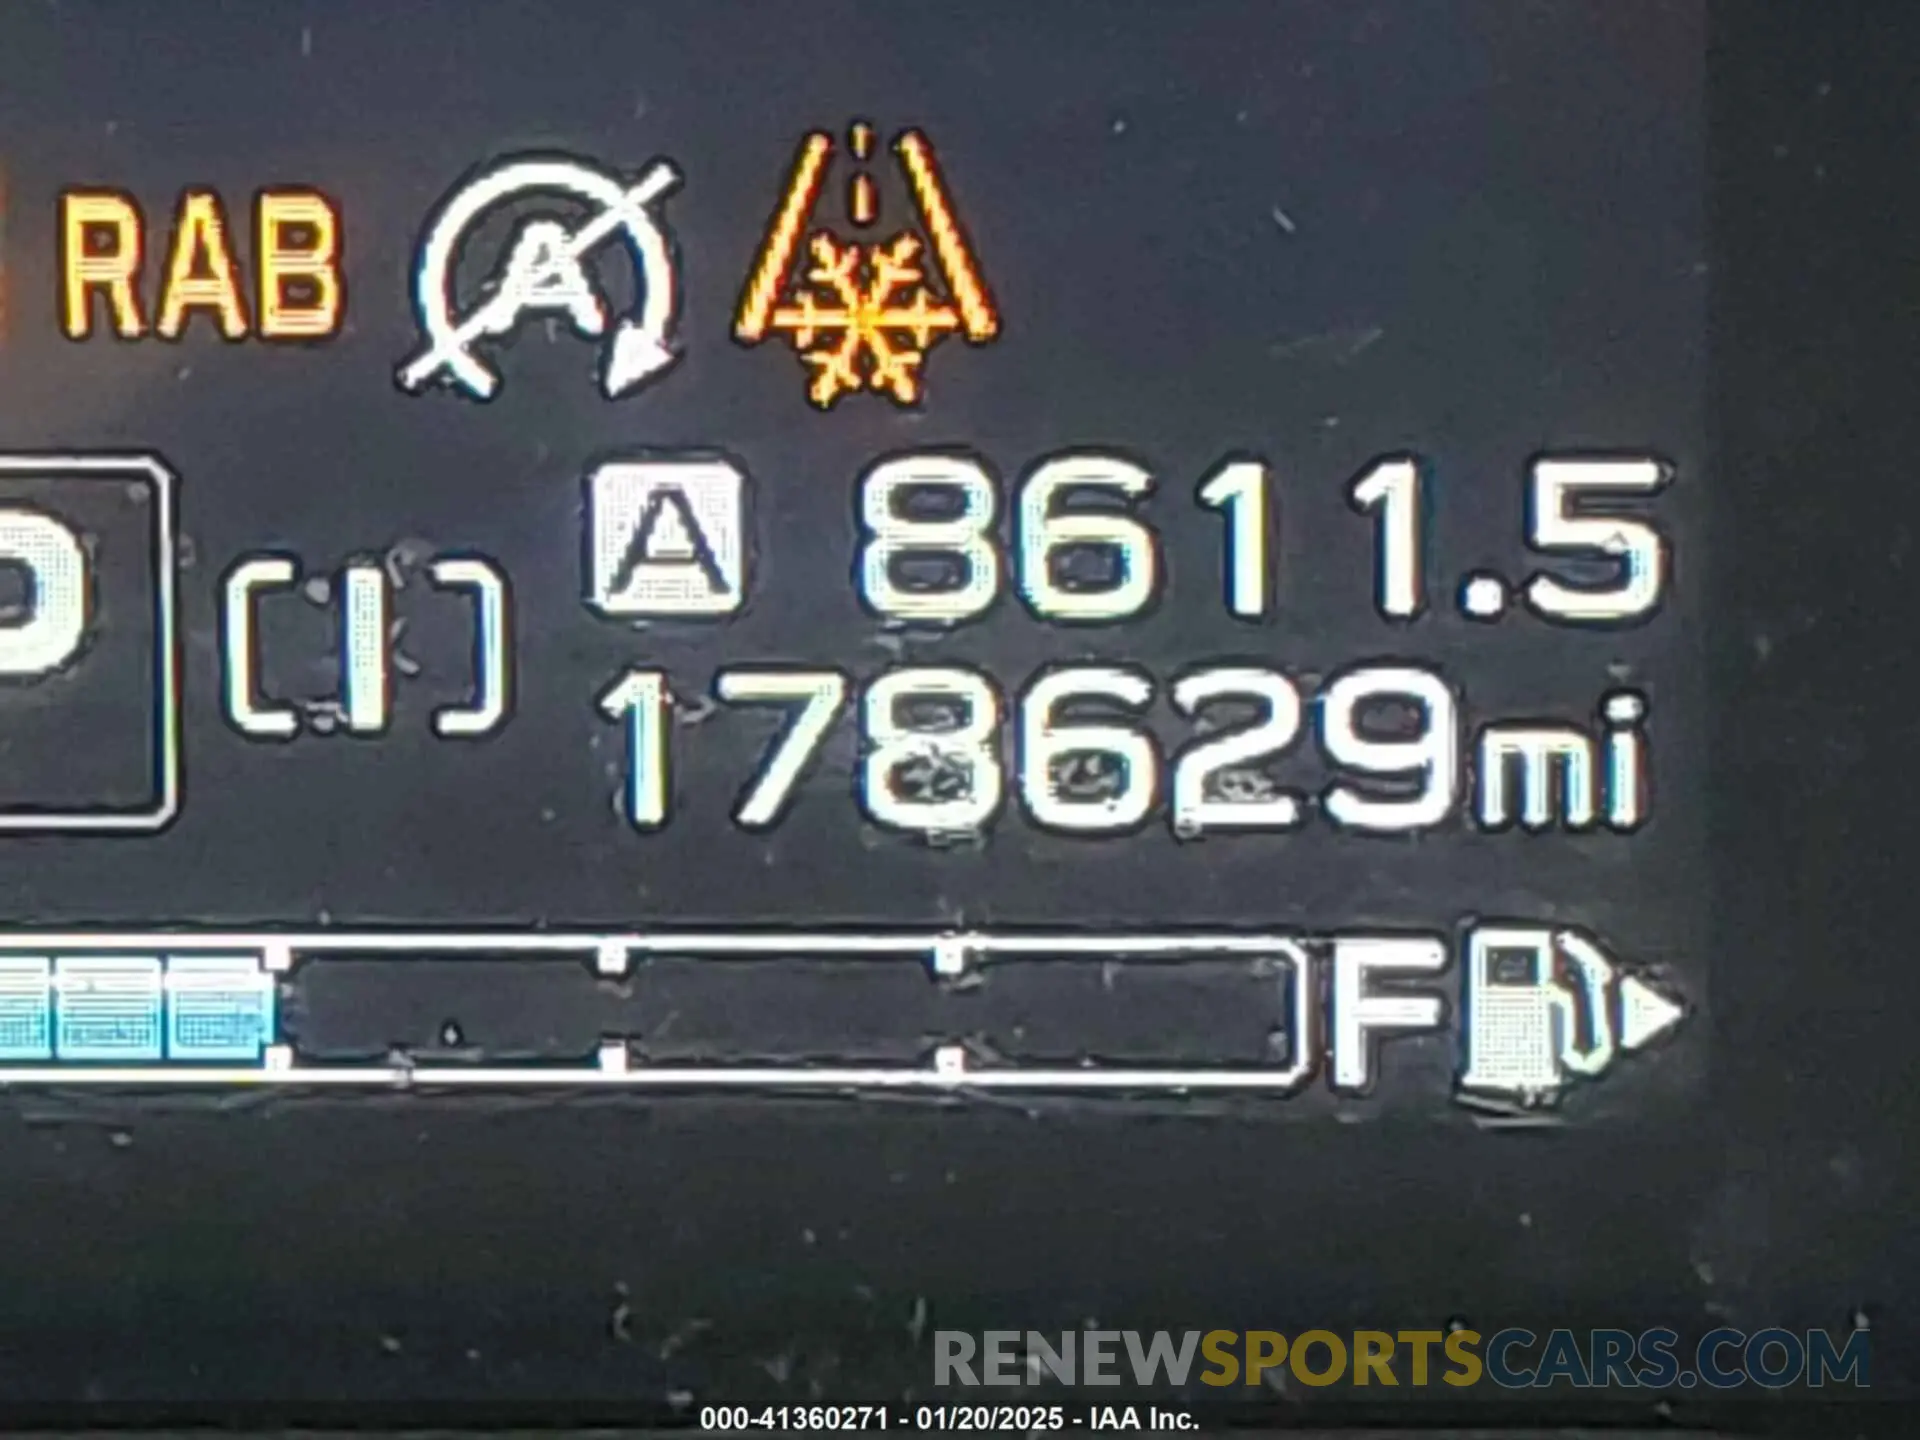 RAB A
P A 8611.5
178629mi
F
RENEWSPORTSCARS.COM
000-41360271 - 01/20/2025 - IAA Inc.